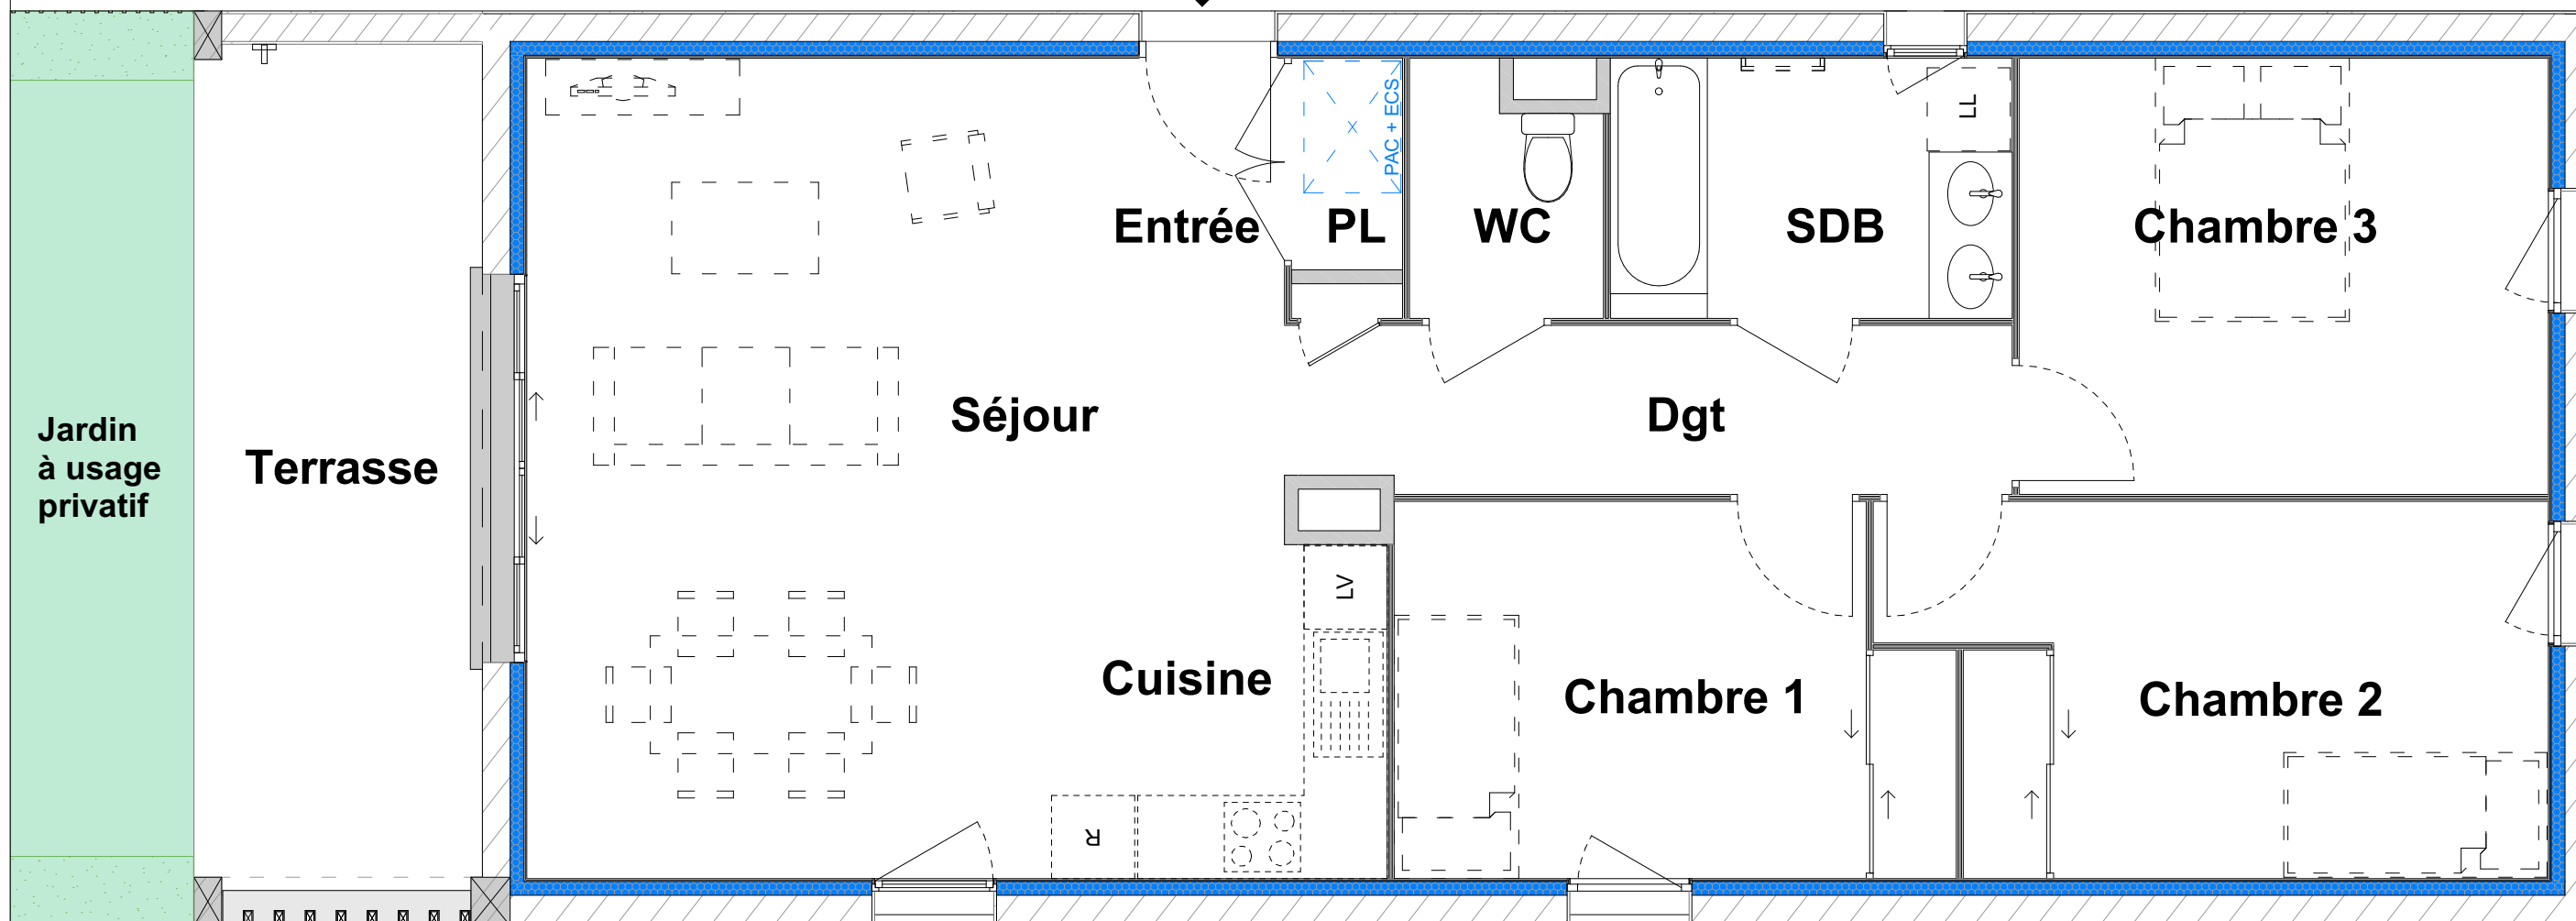 PAC + ECS
LL
Entrée
PL
WC
SDB
Chambre 3
Jardin
à usage
privatif
Terrasse
Séjour
Dgt
LV
Cuisine
Chambre 1
Chambre 2
R